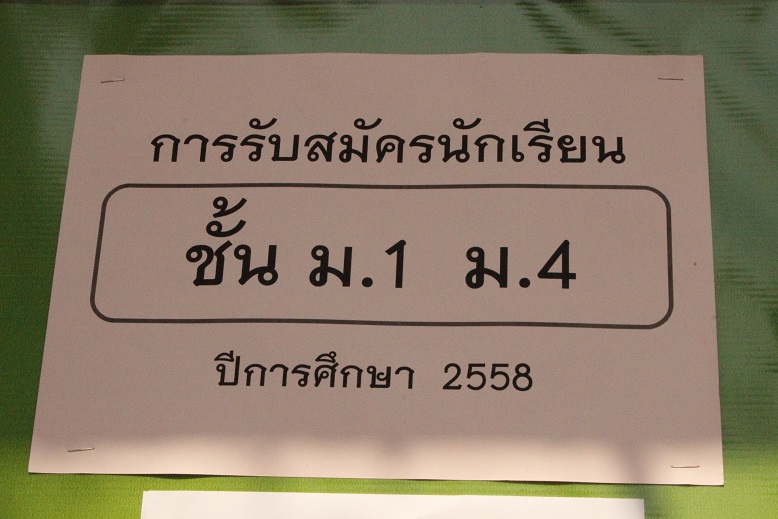 การรับสมัครนักเรียน
ชั้น ม.1 ม.4
ปีการศึกษา 2558